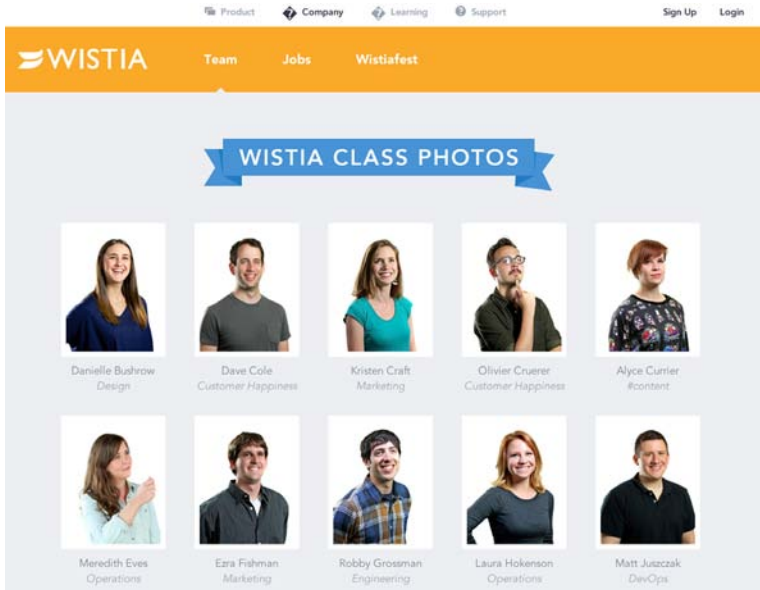 Product Company Learning Support Sign Up Login
WISTIA Team Jobs Wistiafest
WISTIA CLASS PHOTOS
Danielle Bushrow Dave Cole Kristen Craft Olivier Cruerer Alyce Currier
Design Customer Happiness Marketing Customer Happiness #content
Meredith Eves Ezra Fishman Robby Grossman Laura Hokenson Matt Juszczak
Operations Marketing Engineering Operations DevOps